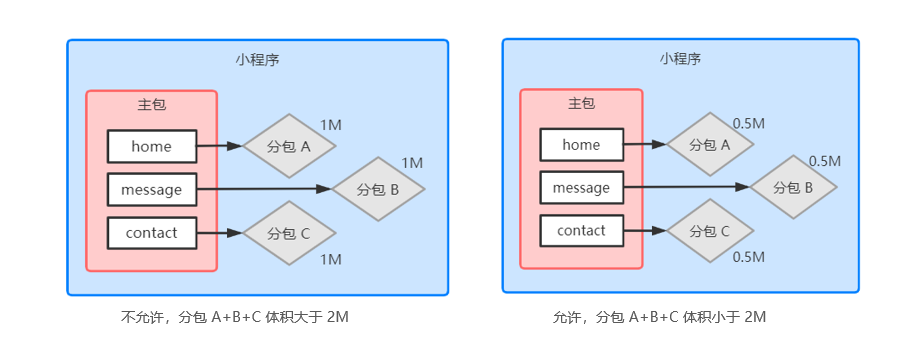 小程序
主包
home
message
contact
分包 A
1M
分包 B
1M
分包 C
1M
不允许，分包 A+B+C 体积大于 2M
小程序
主包
home
message
contact
分包 A
0.5M
分包 B
0.5M
分包 C
0.5M
允许，分包 A+B+C 体积小于 2M